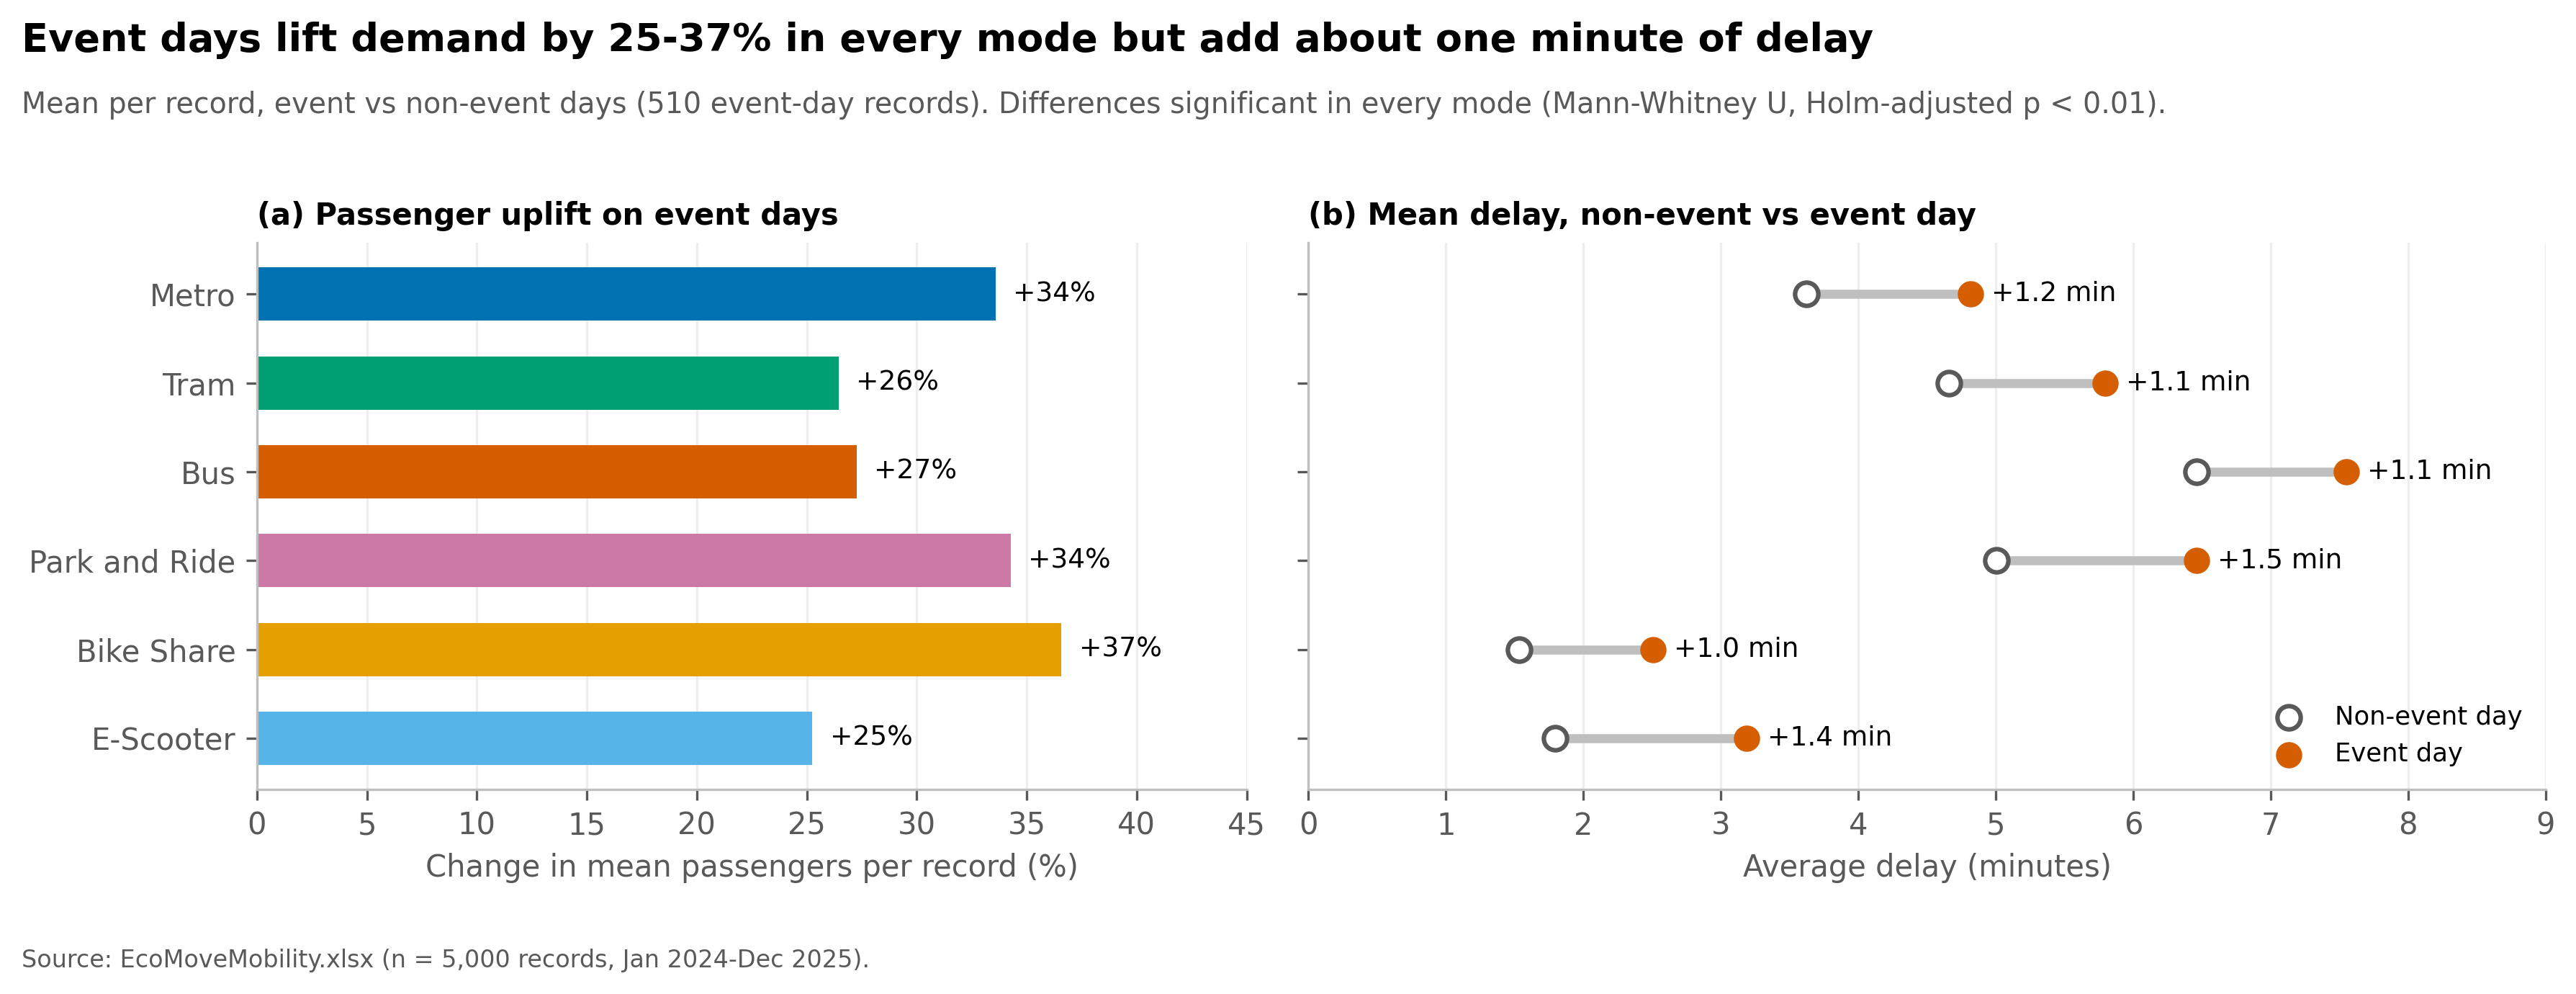 Event days lift demand by 25-37% in every mode but add about one minute of delay
Mean per record, event vs non-event days (510 event-day records). Differences significant in every mode (Mann-Whitney U, Holm-adjusted p < 0.01).
(a) Passenger uplift on event days
Metro
+34%
Tram
+26%
Bus
+27%
Park and Ride
+34%
Bike Share
+37%
E-Scooter
+25%
0 5 10 15 20 25 30 35 40 45
Change in mean passengers per record (%)
(b) Mean delay, non-event vs event day
+1.2 min
+1.1 min
+1.1 min
+1.5 min
+1.0 min
+1.4 min
Non-event day
Event day
0 1 2 3 4 5 6 7 8 9
Average delay (minutes)
Source: EcoMoveMobility.xlsx (n = 5,000 records, Jan 2024-Dec 2025).